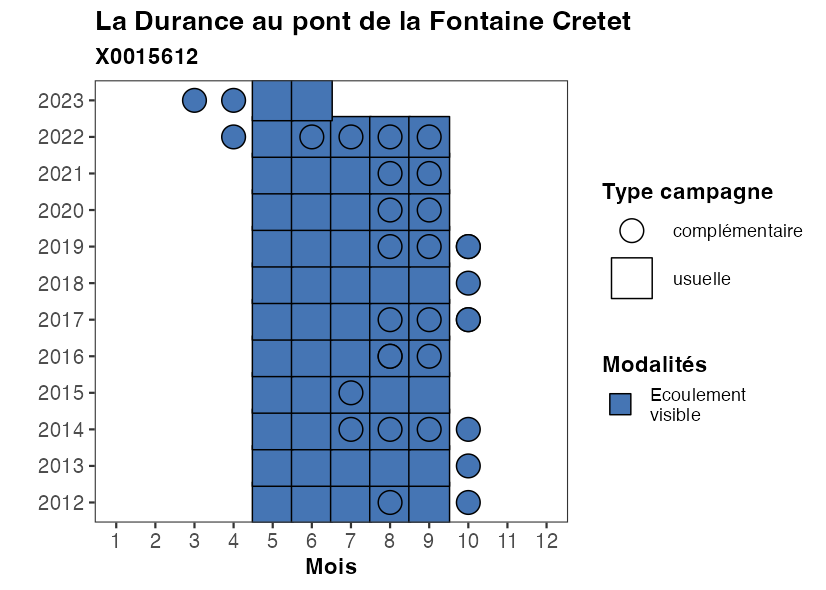 La Durance au pont de la Fontaine Cretet
X0015612
2023
2022
2021
2020
2019
2018
2017
2016
2015
2014
2013
2012
1 2 3 4 5 6 7 8 9 10 11 12
Mois
Type campagne
complémentaire
usuelle
Modalités
Ecoulement
visible